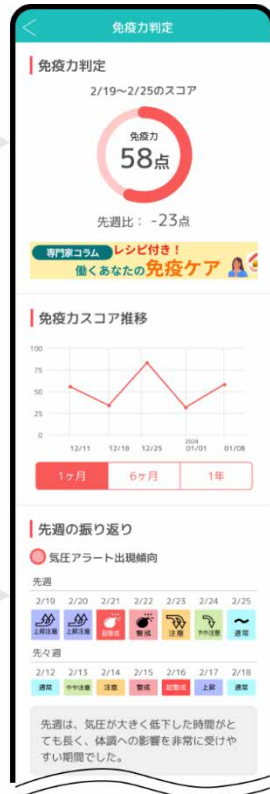 免疫力判定
免疫力判定
2/19〜2/25のスコア
免疫力
58点
先週比： -23点
専門家コラム レシピ付き！
働くあなたの免疫ケア
免疫力スコア推移
100
75
50
25
0
2024
12/11 12/18 12/25 01/01 01/08
1ヶ月 6ヶ月 1年
先週の振り返り
気圧アラート出現傾向
先週
2/19 2/20 2/21 2/22 2/23 2/24 2/25
上昇注意 上昇注意 超警戒 警戒 注意 やや注意 通常
先々週
2/12 2/13 2/14 2/15 2/16 2/17 2/18
通常 やや注意 注意 警戒 超警戒 上昇 通常
先週は、気圧が大きく低下した時間がと
ても長く、体調への影響を非常に受けや
すい期間でした。